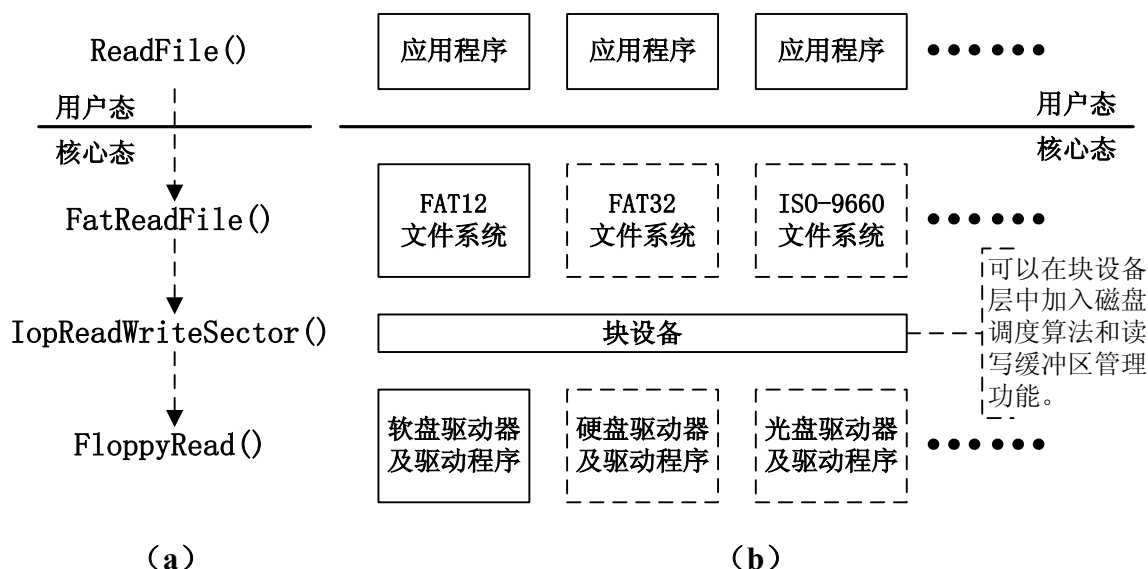 ReadFile()
应用程序
应用程序
应用程序
●●●●●●
用户态
用户态
核心态
核心态
FatReadFile()
FAT12
文件系统
FAT32
文件系统
ISO-9660
文件系统
●●●●●●
可以在块设备
层中加入磁盘
调度算法和读
写缓冲区管理
功能。
IopReadWriteSector()
块设备
FloppyRead()
软盘驱动器
及驱动程序
硬盘驱动器
及驱动程序
光盘驱动器
及驱动程序
●●●●●●
（a）
（b）